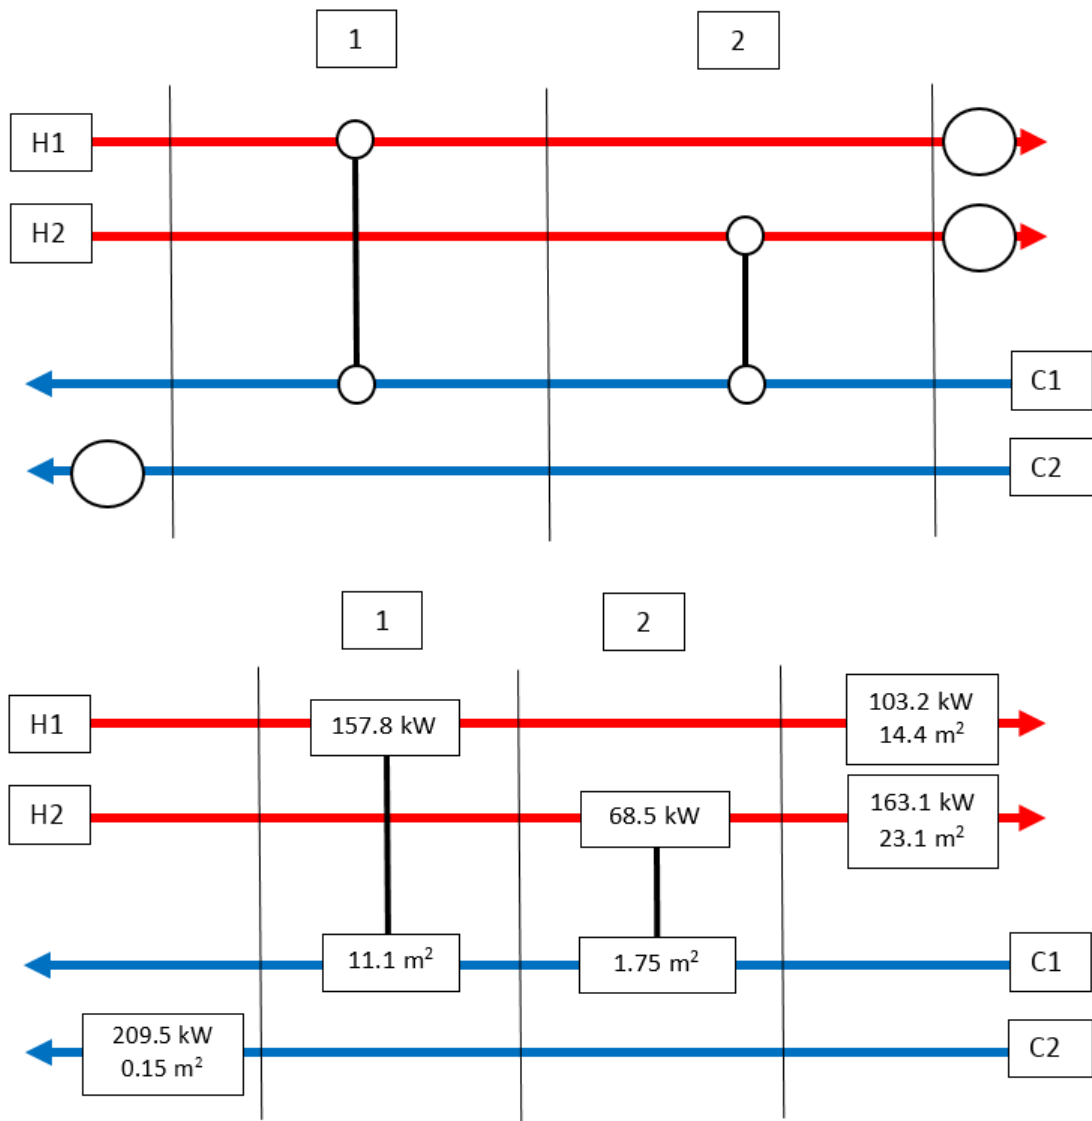 1
2
H1
H2
C1
C2
1
2
H1
157.8 kW
103.2 kW
14.4 m²
H2
68.5 kW
163.1 kW
23.1 m²
11.1 m²
1.75 m²
C1
209.5 kW
0.15 m²
C2